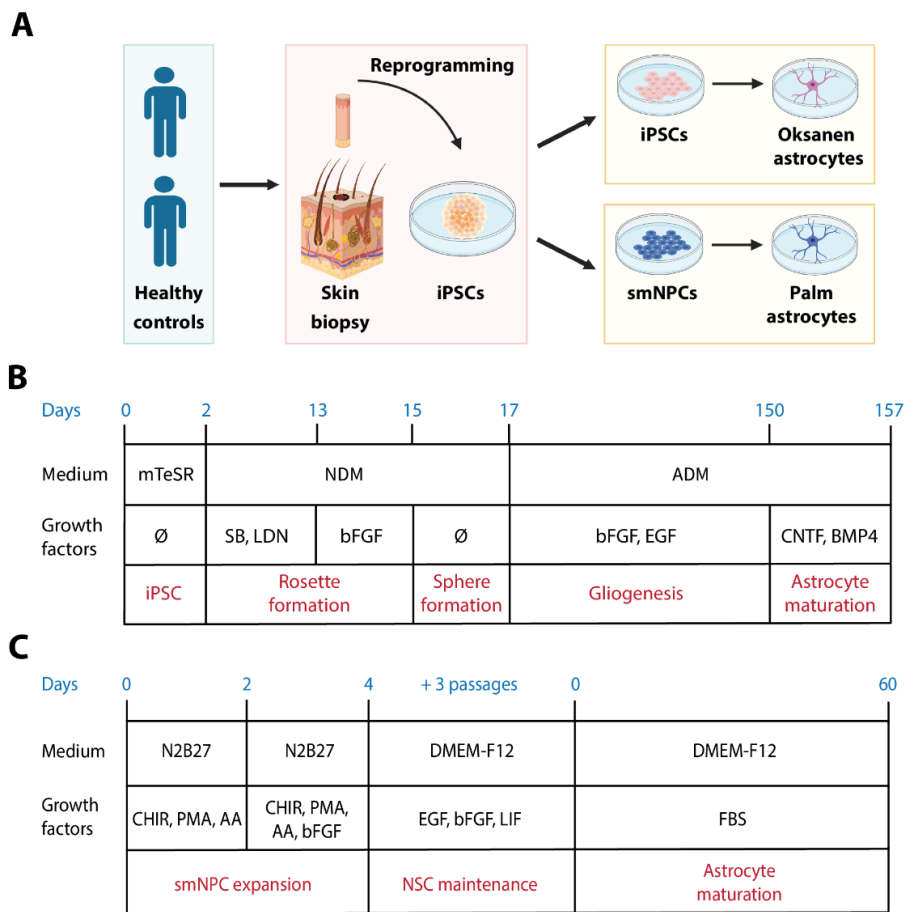 A
Reprogramming
Healthy
controls
Skin
biopsy
iPSCs
iPSCs
Oksanen
astrocytes
smNPCs
Palm
astrocytes
B
Days 0 2 13 15 17 150 157
Medium mTeSR NDM ADM
Growth
factors
Ø SB, LDN bFGF Ø bFGF, EGF CNTF, BMP4
iPSC
Rosette
formation
Sphere
formation
Gliogenesis
Astrocyte
maturation
C
Days 0 2 4 + 3 passages 0 60
Medium N2B27 N2B27 DMEM-F12 DMEM-F12
Growth
factors
CHIR, PMA, AA
CHIR, PMA,
AA, bFGF
EGF, bFGF, LIF
FBS
smNPC expansion
NSC maintenance
Astrocyte
maturation